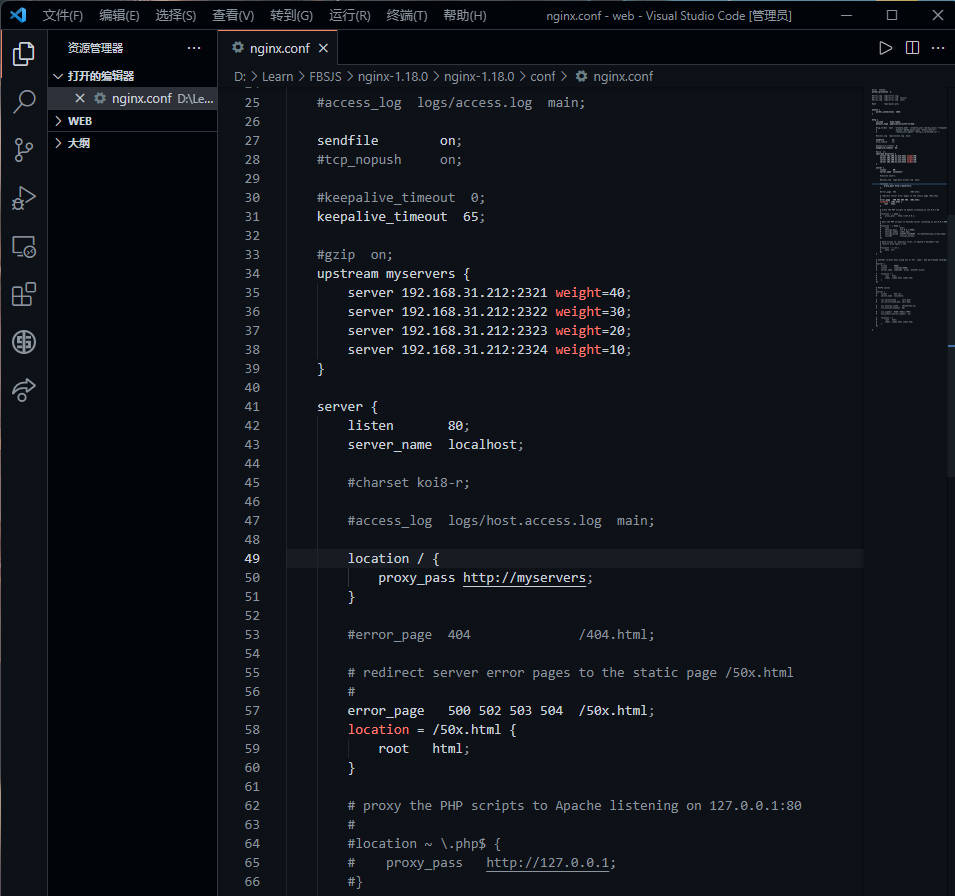 文件(F) 编辑(E) 选择(S) 查看(V) 转到(G) 运行(R) 终端(T) 帮助(H) nginx.conf - web - Visual Studio Code [管理员]
资源管理器 ···
nginx.conf
打开的编辑器
nginx.conf D:\Le...
WEB
大纲
D: > Learn > FBSJS > nginx-1.18.0 > nginx-1.18.0 > conf > nginx.conf
25 #access_log  logs/access.log  main;
26
27 sendfile        on;
28 #tcp_nopush     on;
29
30 #keepalive_timeout  0;
31 keepalive_timeout  65;
32
33 #gzip  on;
34 upstream myservers {
35     server 192.168.31.212:2321 weight=40;
36     server 192.168.31.212:2322 weight=30;
37     server 192.168.31.212:2323 weight=20;
38     server 192.168.31.212:2324 weight=10;
39 }
40
41 server {
42     listen       80;
43     server_name  localhost;
44
45     #charset koi8-r;
46
47     #access_log  logs/host.access.log  main;
48
49     location / {
50         proxy_pass http://myservers;
51     }
52
53     #error_page  404              /404.html;
54
55     # redirect server error pages to the static page /50x.html
56     #
57     error_page   500 502 503 504  /50x.html;
58     location = /50x.html {
59         root   html;
60     }
61
62     # proxy the PHP scripts to Apache listening on 127.0.0.1:80
63     #
64     #location ~ \.php$ {
65     #    proxy_pass   http://127.0.0.1;
66     #}